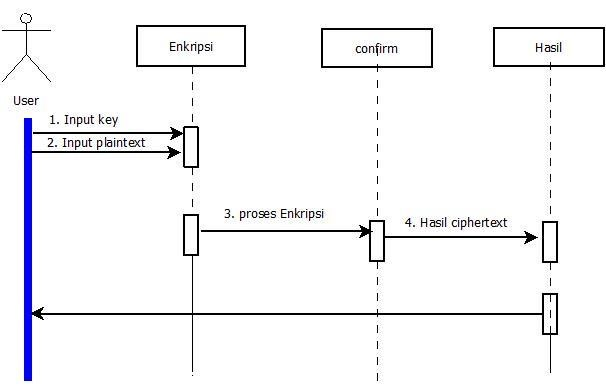 Enkripsi
confirm
Hasil
User
1. Input key
2. Input plaintext
3. proses Enkripsi
4. Hasil ciphertext